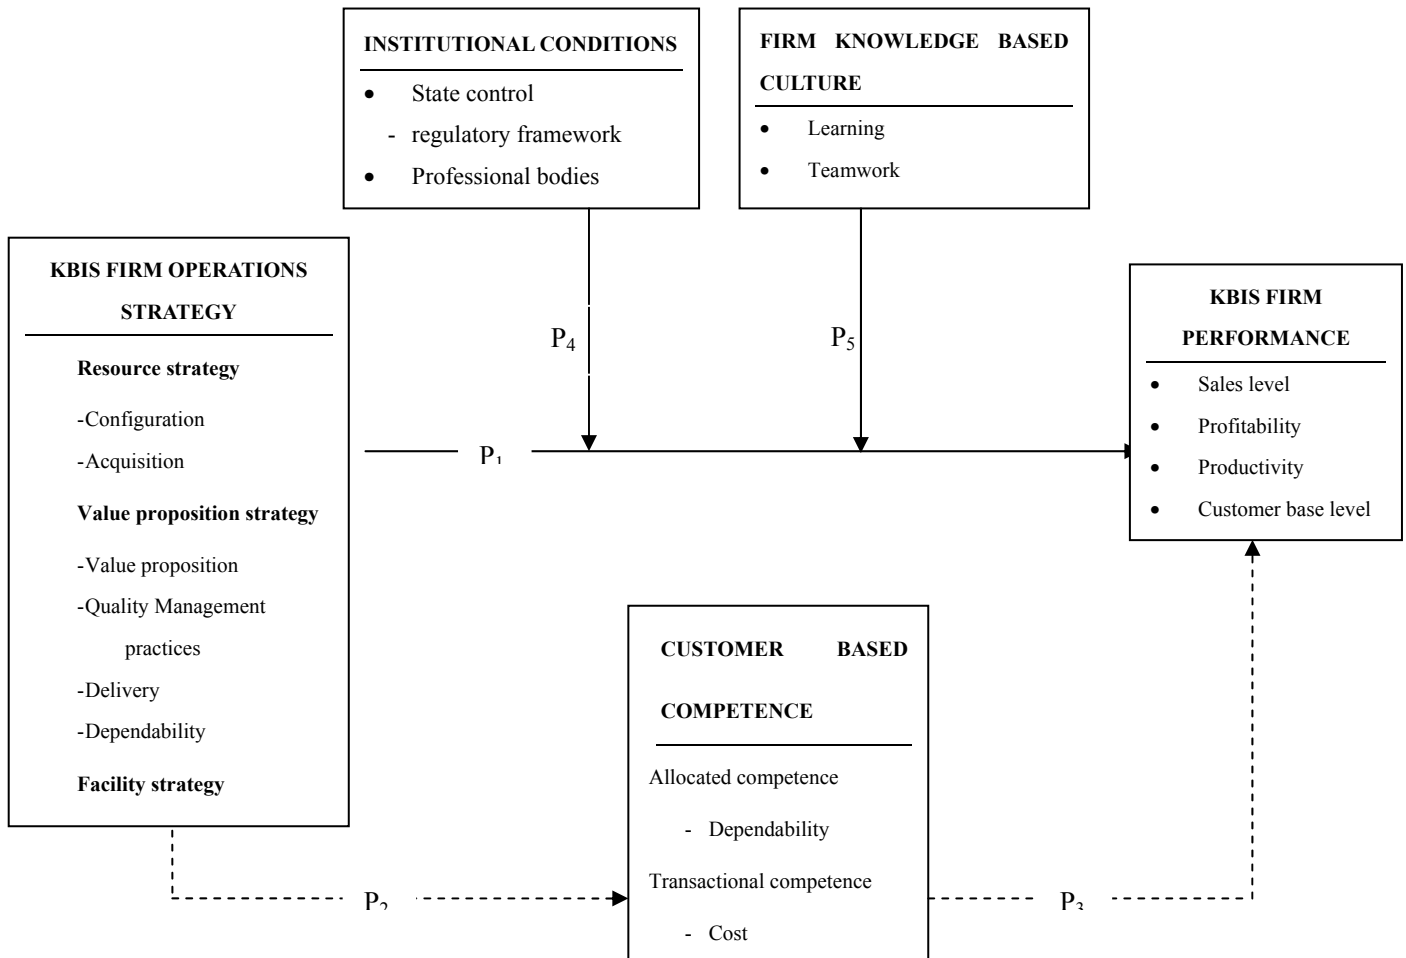 INSTITUTIONAL CONDITIONS
• State control
- regulatory framework
• Professional bodies
FIRM KNOWLEDGE BASED
CULTURE
• Learning
• Teamwork
KBIS FIRM OPERATIONS
STRATEGY
Resource strategy
-Configuration
-Acquisition
Value proposition strategy
-Value proposition
-Quality Management
practices
-Delivery
-Dependability
Facility strategy
P4
P5
P1
KBIS FIRM
PERFORMANCE
• Sales level
• Profitability
• Productivity
• Customer base level
CUSTOMER BASED
COMPETENCE
Allocated competence
- Dependability
Transactional competence
- Cost
P2
P3